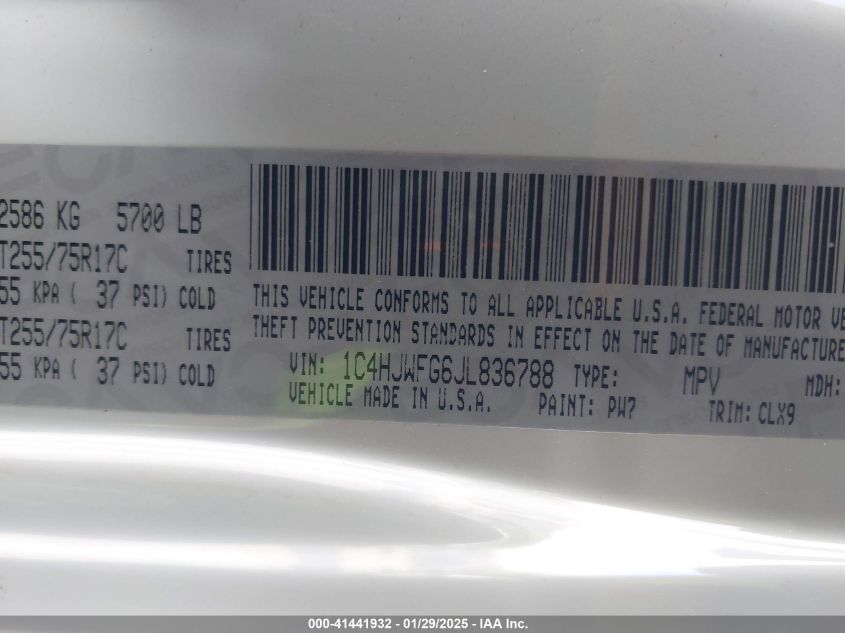 2586 KG 5700 LB
T255/75R17C TIRES
55 KPA ( 37 PSI) COLD
T255/75R17C TIRES
55 KPA ( 37 PSI) COLD
THIS VEHICLE CONFORMS TO ALL APPLICABLE U.S.A. FEDERAL MOTOR VE
THEFT PREVENTION STANDARDS IN EFFECT ON THE DATE OF MANUFACTURE
VIN: 1C4HJWFG6JL836788 TYPE: MPV MDH:
VEHICLE MADE IN U.S.A. PAINT: PW7 TRIM: CLX9
000-41441932 - 01/29/2025 - IAA Inc.